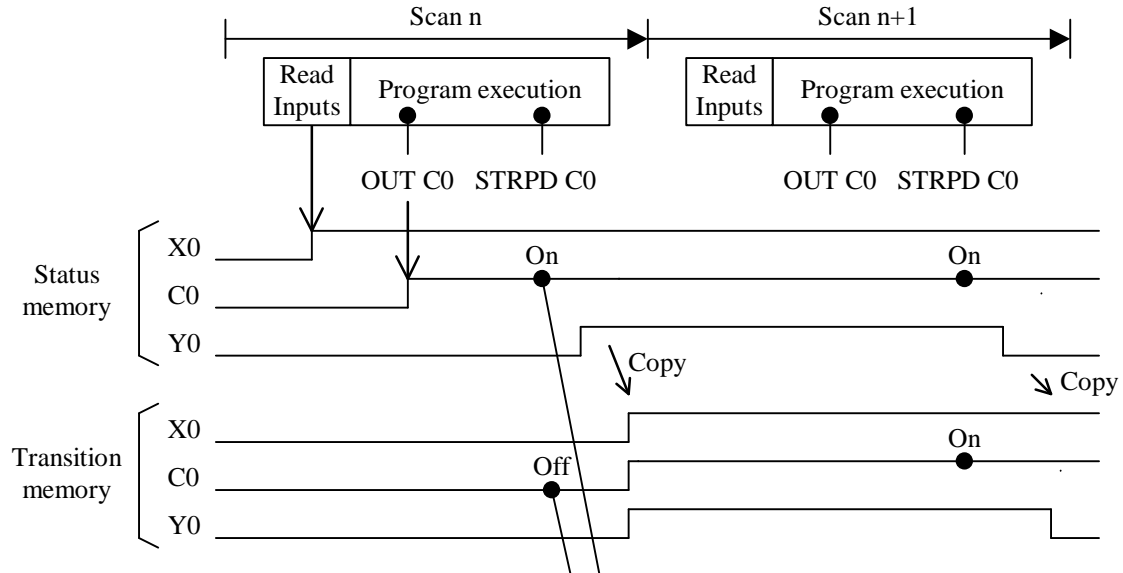 Scan n
Scan n+1
Read
Inputs
Program execution
Read
Inputs
Program execution
OUT C0
STRPD C0
OUT C0
STRPD C0
Status
memory
X0
C0
Y0
On
On
Copy
Copy
Transition
memory
X0
C0
Y0
Off
On